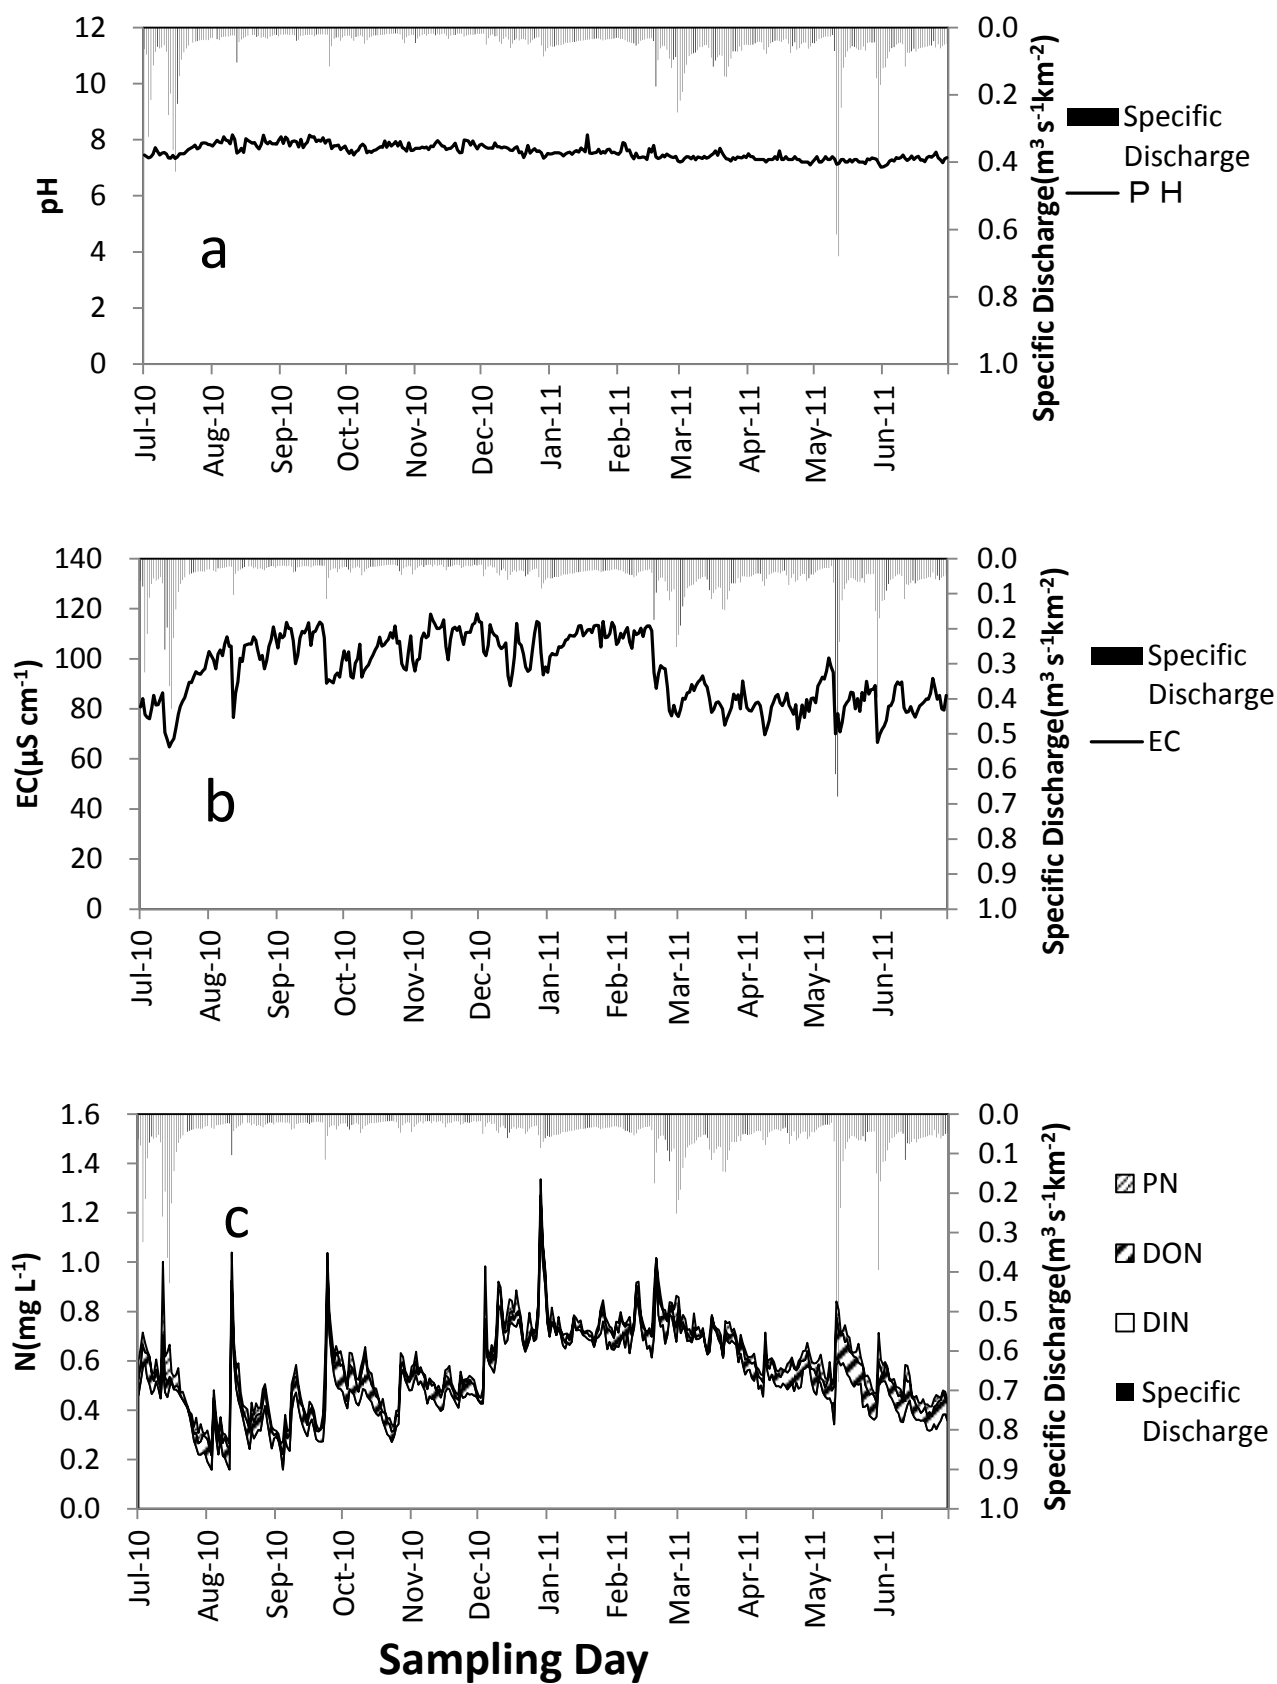 12
10
8
6
4
2
0
pH
a
0.0
0.2
0.4
0.6
0.8
1.0
Specific Discharge(m³ s⁻¹km⁻²)
Specific
Discharge
P H
Jul-10
Aug-10
Sep-10
Oct-10
Nov-10
Dec-10
Jan-11
Feb-11
Mar-11
Apr-11
May-11
Jun-11
140
120
100
80
60
40
20
0
EC(µS cm⁻¹)
b
0.0
0.1
0.2
0.3
0.4
0.5
0.6
0.7
0.8
0.9
1.0
Specific Discharge(m³ s⁻¹km⁻²)
Specific
Discharge
EC
Jul-10
Aug-10
Sep-10
Oct-10
Nov-10
Dec-10
Jan-11
Feb-11
Mar-11
Apr-11
May-11
Jun-11
1.6
1.4
1.2
1.0
0.8
0.6
0.4
0.2
0.0
N(mg L⁻¹)
c
0.0
0.1
0.2
0.3
0.4
0.5
0.6
0.7
0.8
0.9
1.0
Specific Discharge(m³ s⁻¹km⁻²)
PN
DON
DIN
Specific
Discharge
Jul-10
Aug-10
Sep-10
Oct-10
Nov-10
Dec-10
Jan-11
Feb-11
Mar-11
Apr-11
May-11
Jun-11
Sampling Day